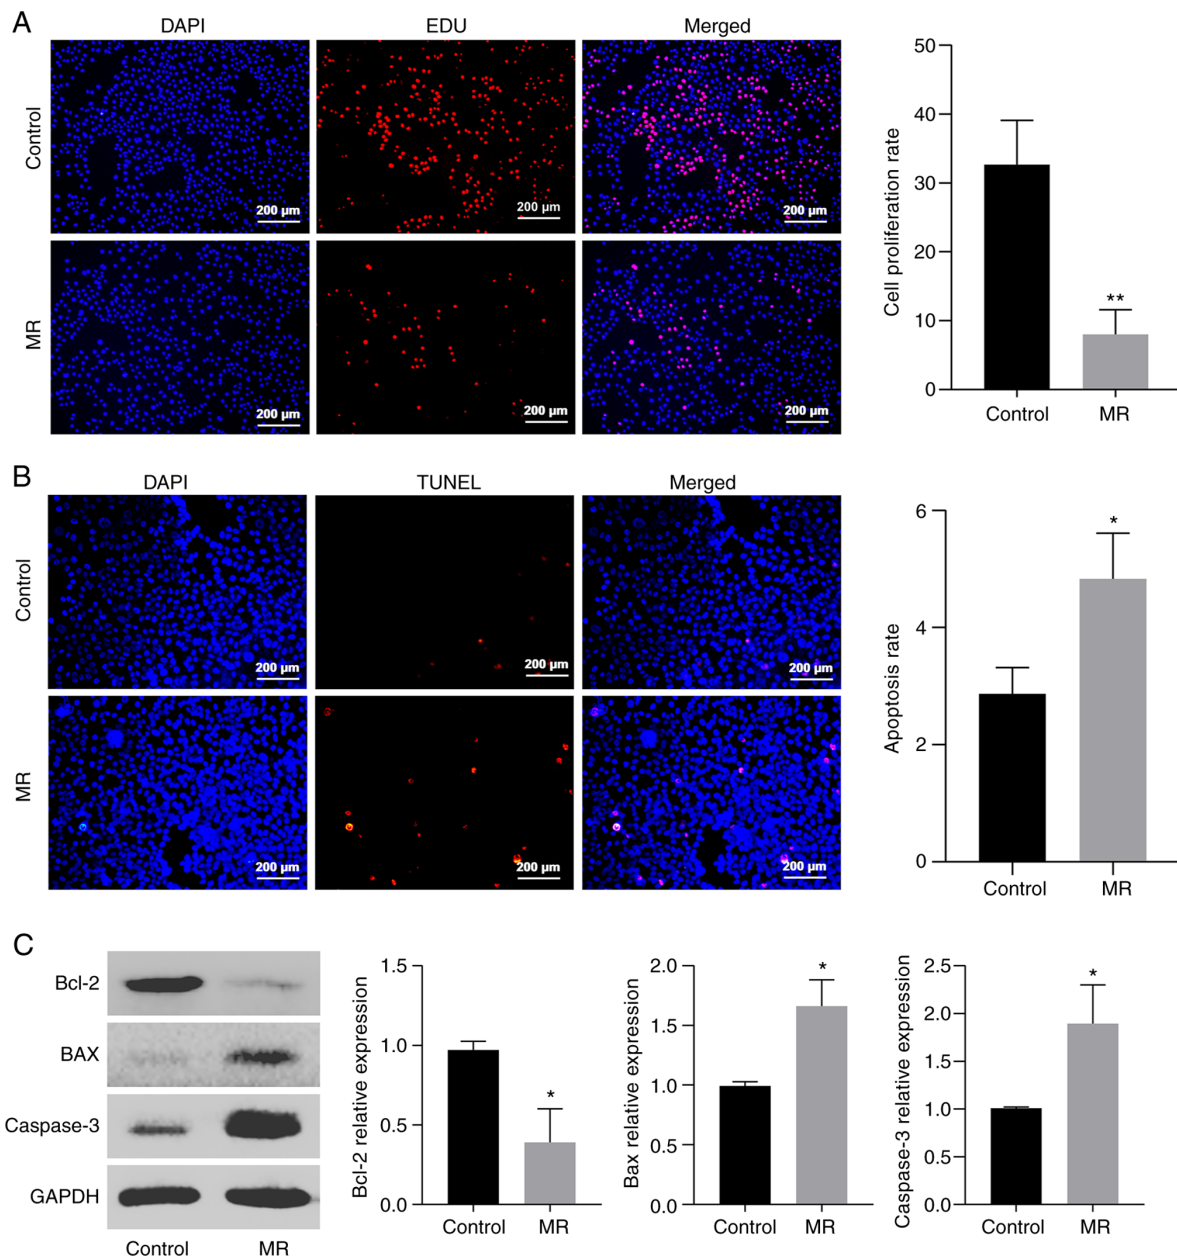 A
DAPI
EDU
Merged
Control
200 µm
200 µm
200 µm
MR
200 µm
200 µm
200 µm
Cell proliferation rate
50
40
30
20
10
0
**
Control
MR
B
DAPI
TUNEL
Merged
Control
200 µm
200 µm
200 µm
MR
200 µm
200 µm
200 µm
Apoptosis rate
6
4
2
0
*
Control
MR
C
Bcl-2
BAX
Caspase-3
GAPDH
Control
MR
Bcl-2 relative expression
1.5
1.0
0.5
0.0
*
Control
MR
Bax relative expression
2.0
1.5
1.0
0.5
0.0
*
Control
MR
Caspase-3 relative expression
2.5
2.0
1.5
1.0
0.5
0.0
*
Control
MR